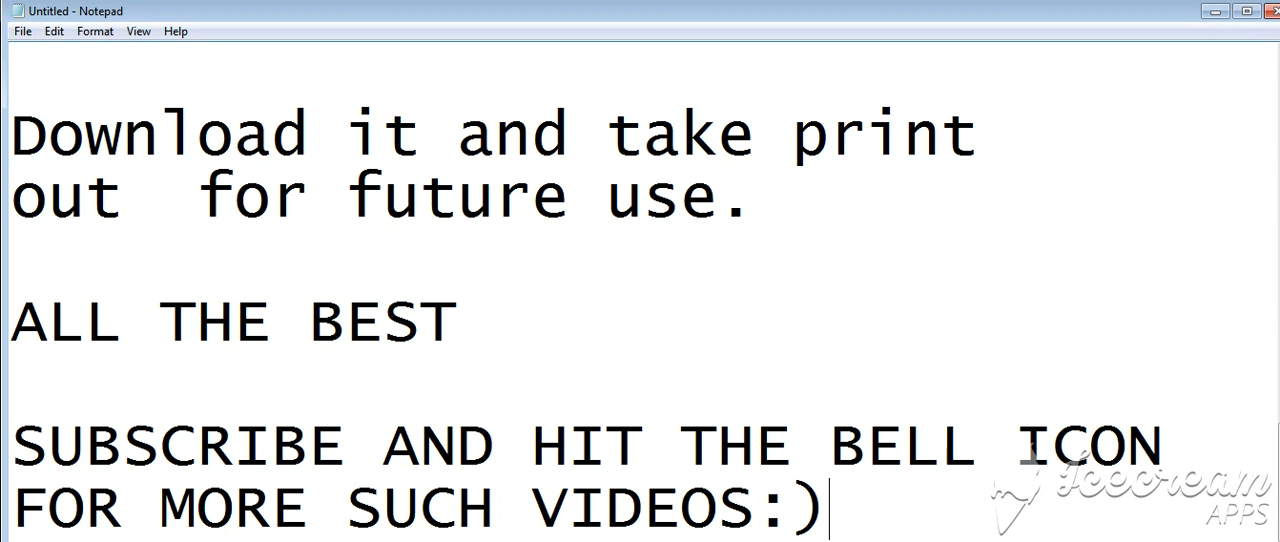 Untitled - Notepad
File Edit Format View Help
Download it and take print
out  for future use.
ALL THE BEST
SUBSCRIBE AND HIT THE BELL ICON
FOR MORE SUCH VIDEOS:)
Icecream
APPS